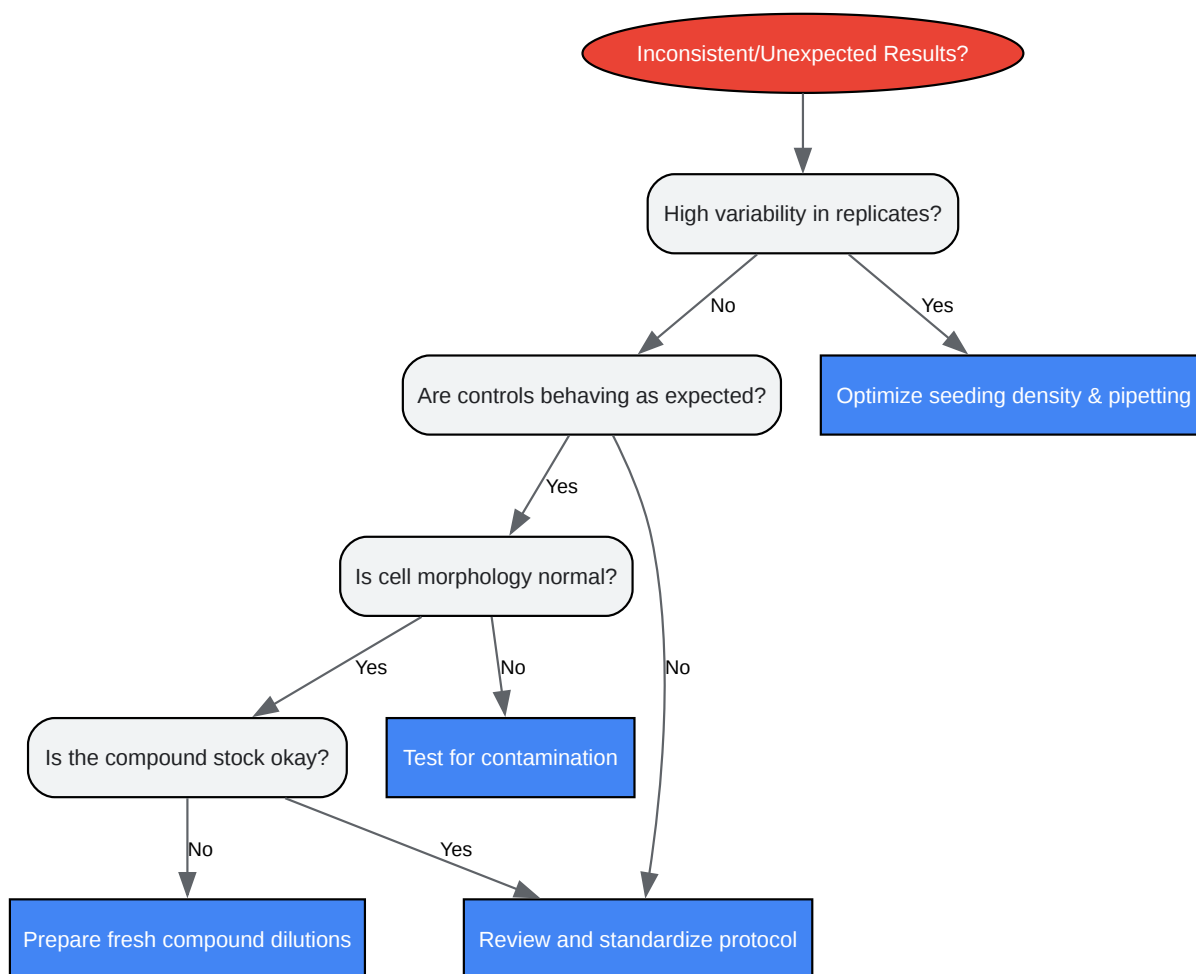 Inconsistent/Unexpected Results?
High variability in replicates?
No
Yes
Are controls behaving as expected?
Optimize seeding density & pipetting
Yes
Is cell morphology normal?
Yes
No
No
Is the compound stock okay?
Test for contamination
No
Yes
Prepare fresh compound dilutions
Review and standardize protocol